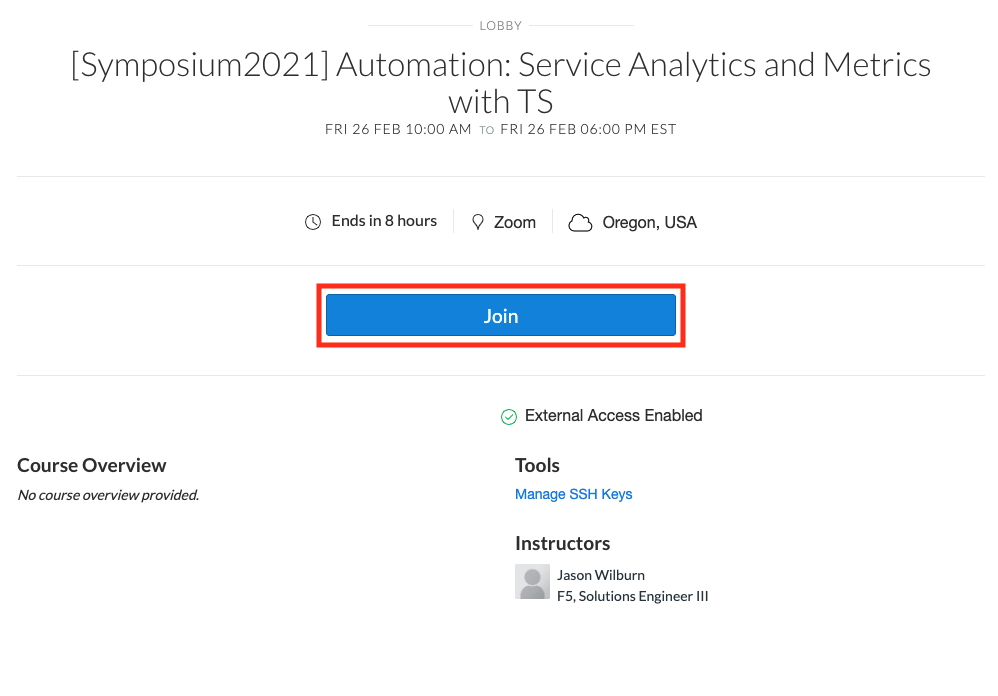 LOBBY
[Symposium2021] Automation: Service Analytics and Metrics
with TS
FRI 26 FEB 10:00 AM TO FRI 26 FEB 06:00 PM EST
Ends in 8 hours
Zoom
Oregon, USA
Join
External Access Enabled
Course Overview
No course overview provided.
Tools
Manage SSH Keys
Instructors
Jason Wilburn
F5, Solutions Engineer III